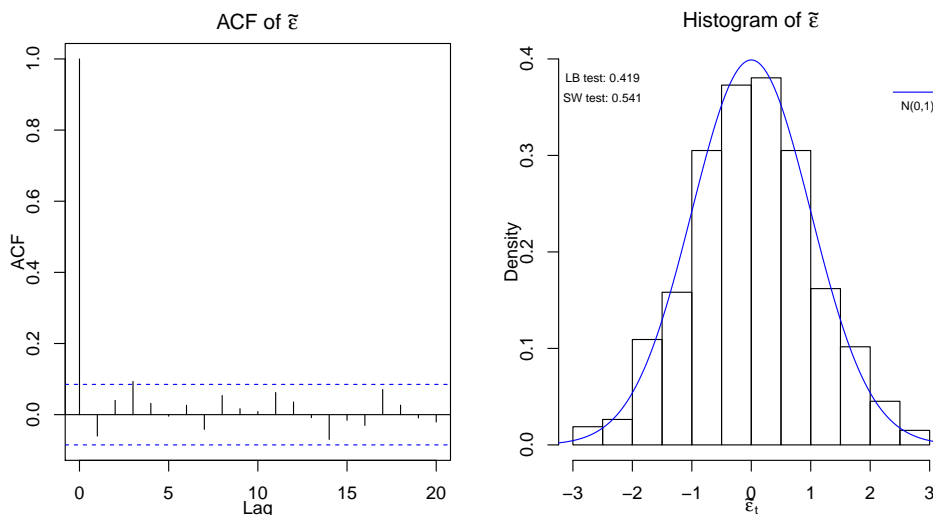 ACF of ε̃
1.0
0.8
0.6
0.4
0.2
0.0
ACF
0 5 10 15 20
Lag
Histogram of ε̃
LB test: 0.419
SW test: 0.541
N(0,1)
0.4
0.3
0.2
0.1
0.0
Density
−3 −2 −1 0 1 2 3
ε̃t